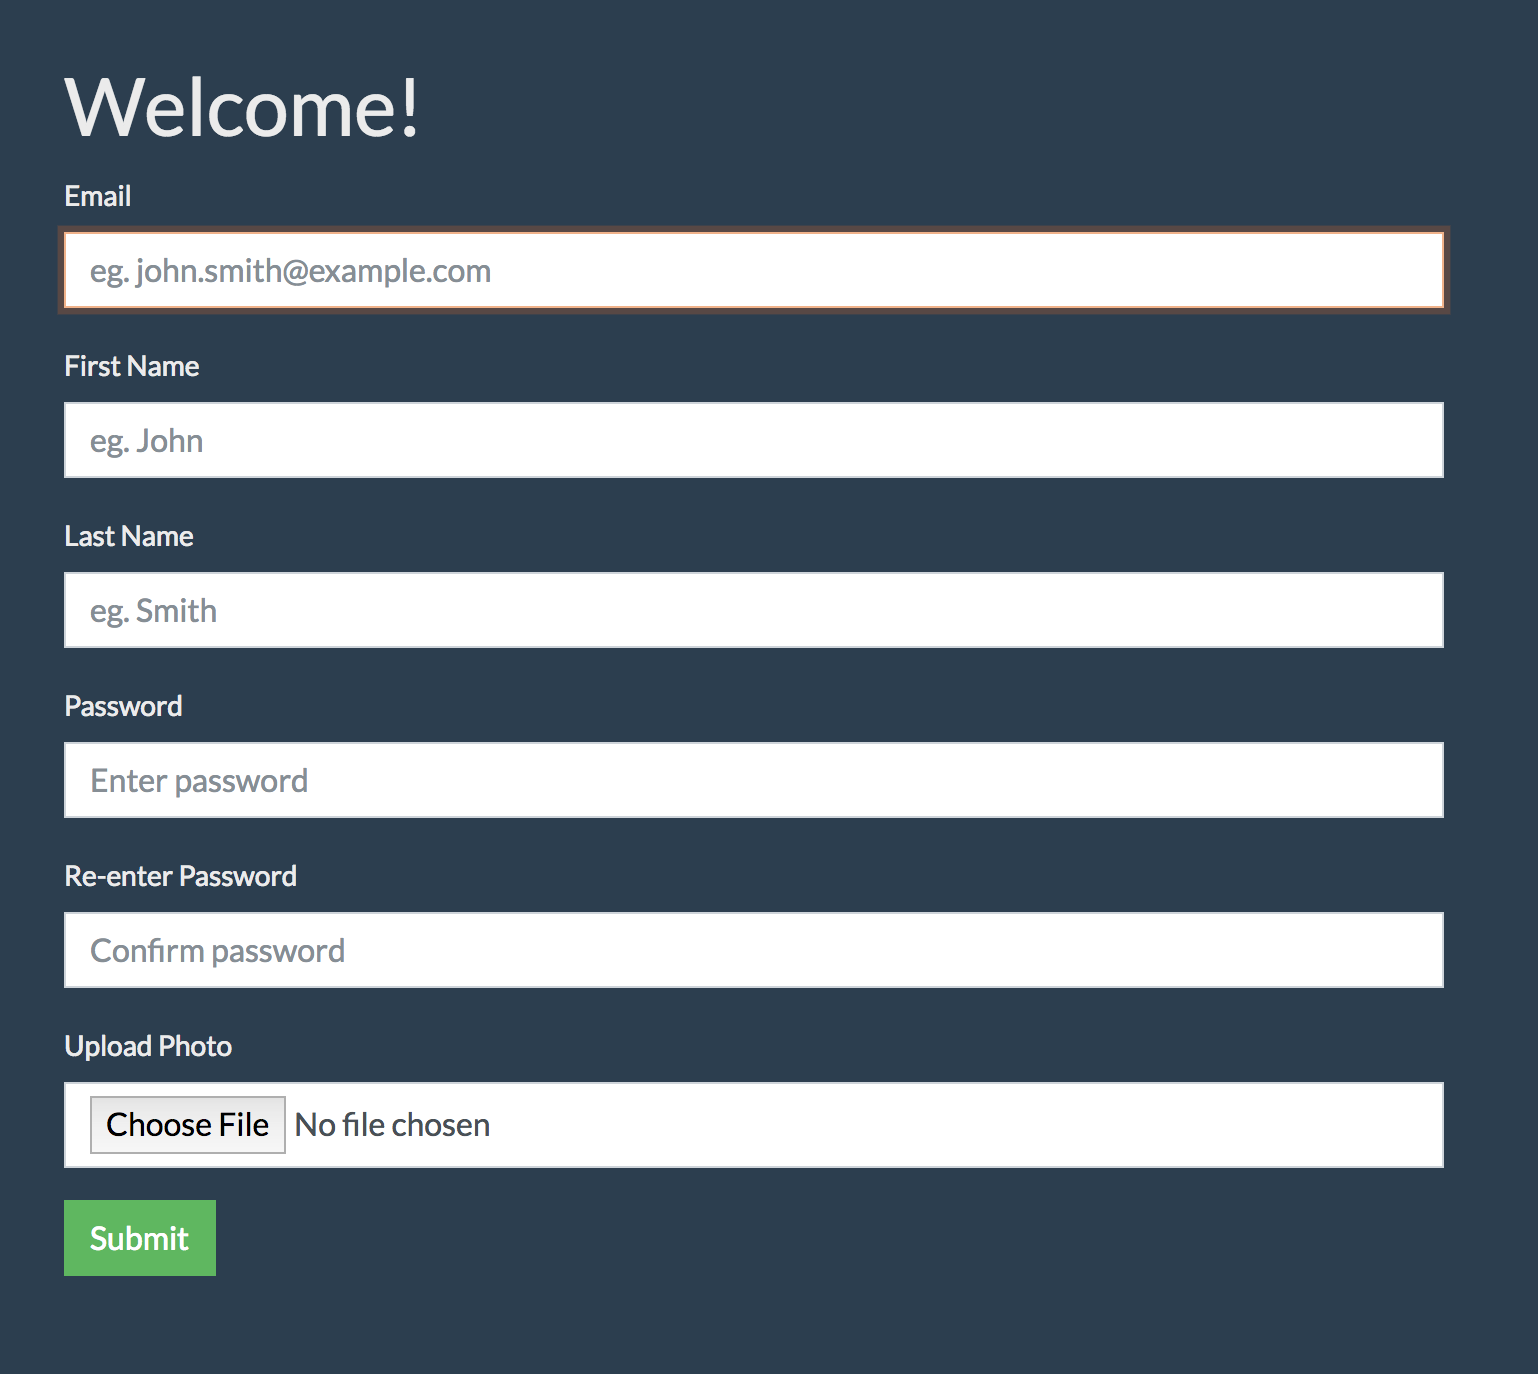 Welcome!
Email
eg. john.smith@example.com
First Name
eg. John
Last Name
eg. Smith
Password
Enter password
Re-enter Password
Confirm password
Upload Photo
Choose File No file chosen
Submit